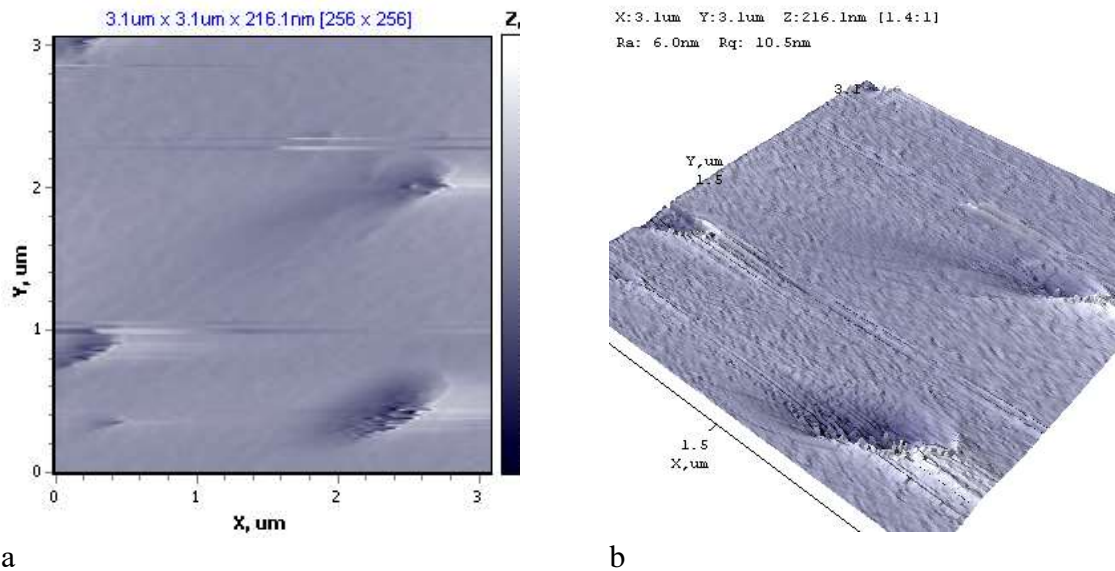 3.1um x 3.1um x 216.1nm [256 x 256]
Z,
3
2
1
0
Y, um
0 1 2 3
X, um
a
X:3.1um Y:3.1um Z:216.1nm [1.4:1]
Ra: 6.0nm Rq: 10.5nm
3.1
Y,um
1.5
1.5
X,um
b